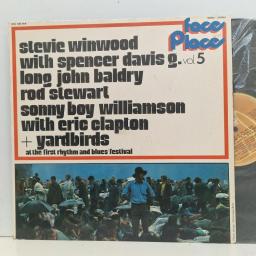 stevie winwood
with spencer davis g. vol 5
long john baldry
rod stewart
sonny boy williamson
with eric clapton
+ yardbirds
at the first rhythm and blues festival
face
Place